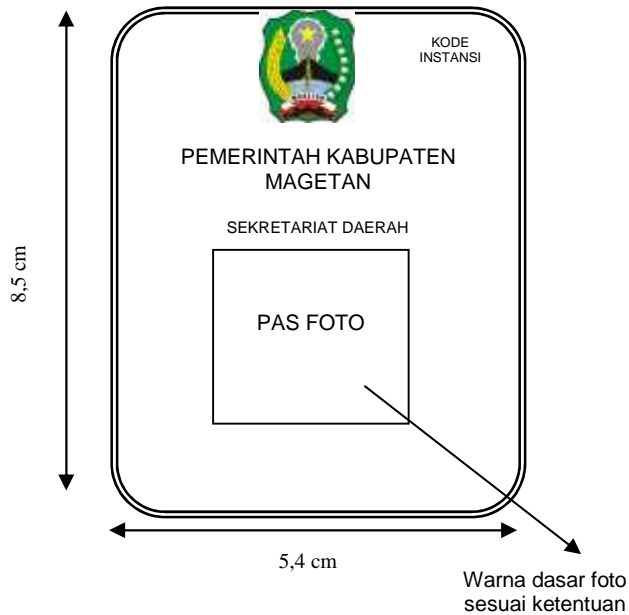 KODE
INSTANSI
PEMERINTAH KABUPATEN
MAGETAN
SEKRETARIAT DAERAH
PAS FOTO
8,5 cm
5,4 cm
Warna dasar foto
sesuai ketentuan